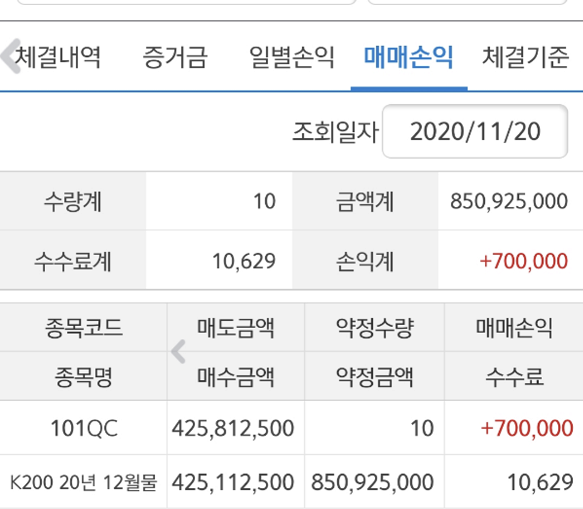 체결내역 증거금 일별손익 매매손익 체결기준
조회일자 2020/11/20
수량계 10 금액계 850,925,000
수수료계 10,629 손익계 +700,000
종목코드 매도금액 약정수량 매매손익
종목명 매수금액 약정금액 수수료
101QC 425,812,500 10 +700,000
K200 20년 12월물 425,112,500 850,925,000 10,629